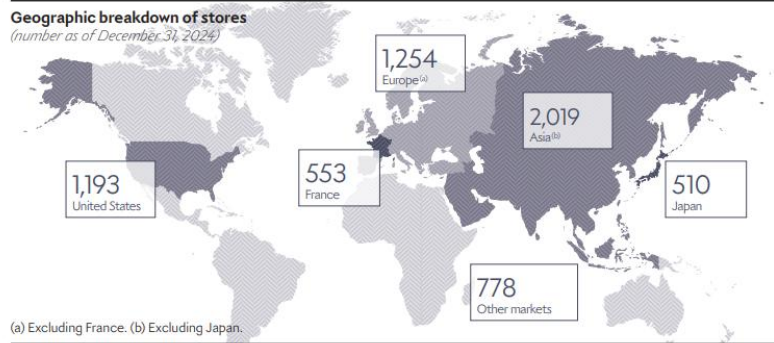 Geographic breakdown of stores
(number as of December 31, 2024)
1,254
Europe(a)
2,019
Asia(b)
1,193
United States
553
France
510
Japan
778
Other markets
(a) Excluding France. (b) Excluding Japan.